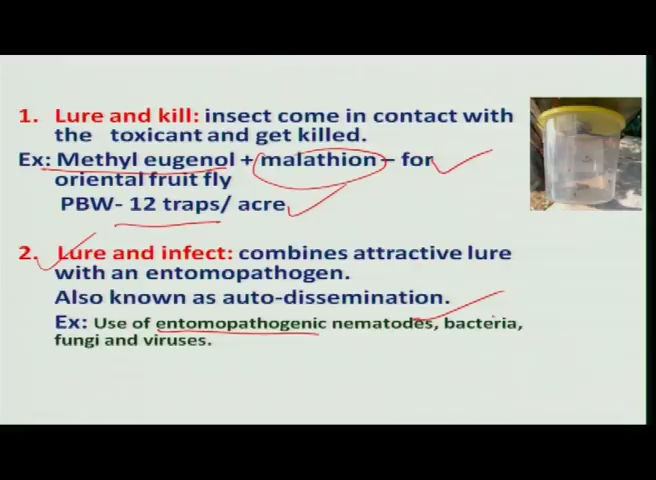 1. Lure and kill: insect come in contact with
the toxicant and get killed.
Ex: Methyl eugenol + malathion – for
oriental fruit fly
PBW- 12 traps/ acre
2. Lure and infect: combines attractive lure
with an entomopathogen.
Also known as auto-dissemination.
Ex: Use of entomopathogenic nematodes, bacteria,
fungi and viruses.